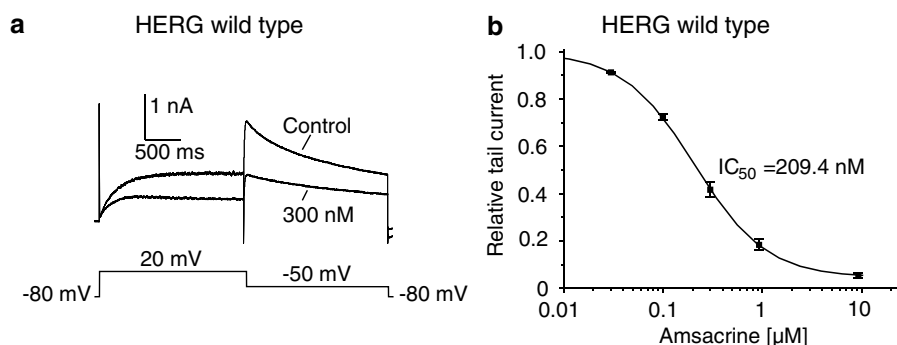 a HERG wild type
1 nA
500 ms
Control
300 nM
20 mV
-50 mV
-80 mV
-80 mV
b HERG wild type
Relative tail current
1.0
0.8
0.6
0.4
0.2
0
IC50 =209.4 nM
0.01 0.1 1 10
Amsacrine [µM]